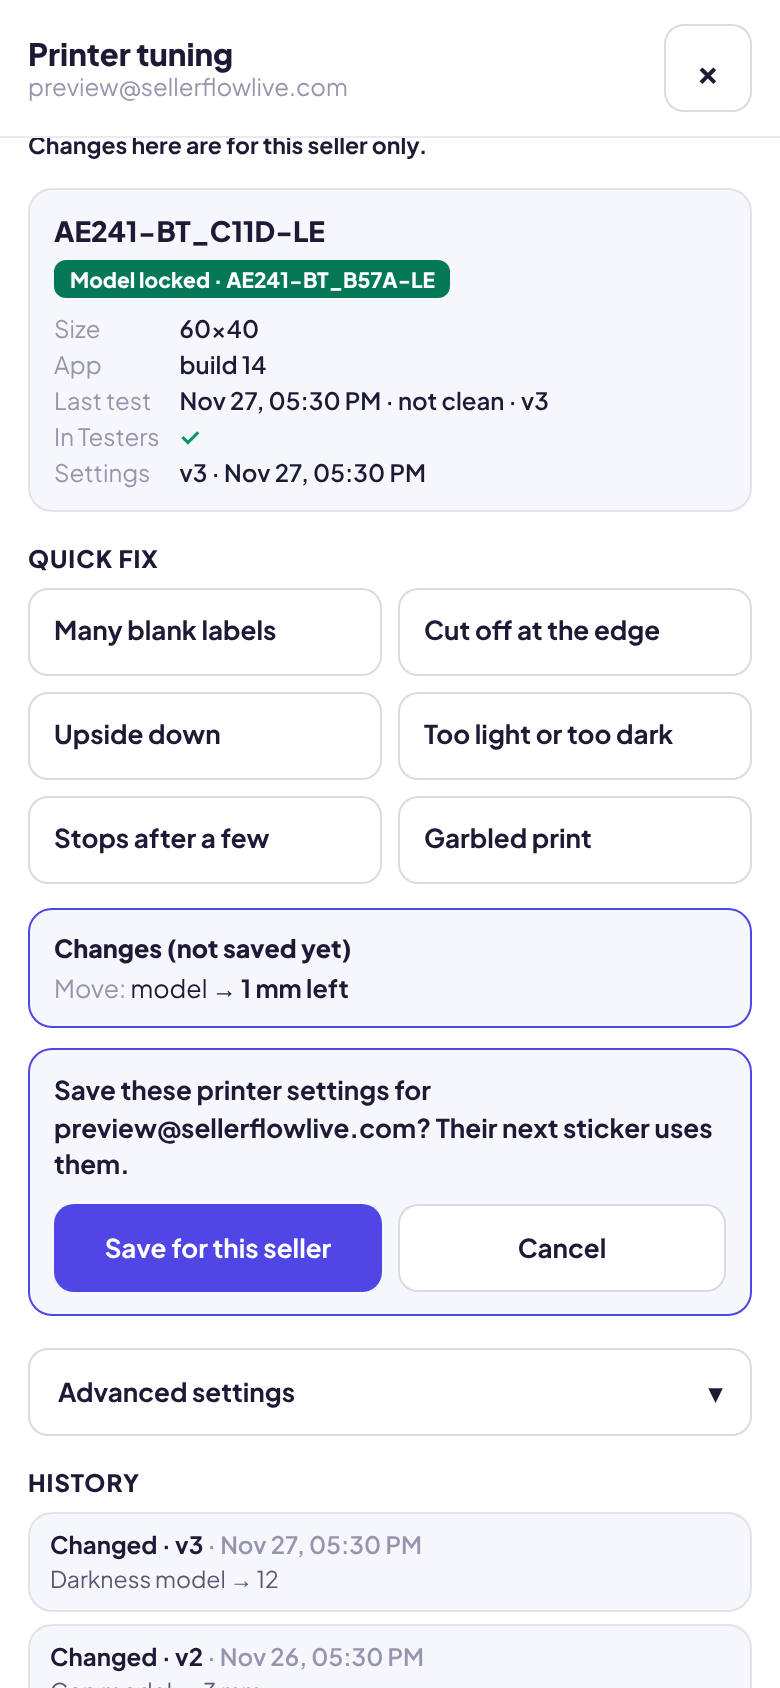 Printer tuning
preview@sellerflowlive.com
×
Changes here are for this seller only.
AE241-BT_C11D-LE
Model locked · AE241-BT_B57A-LE
Size 60×40
App build 14
Last test Nov 27, 05:30 PM · not clean · v3
In Testers ✓
Settings v3 · Nov 27, 05:30 PM
QUICK FIX
Many blank labels
Cut off at the edge
Upside down
Too light or too dark
Stops after a few
Garbled print
Changes (not saved yet)
Move: model → 1 mm left
Save these printer settings for
preview@sellerflowlive.com? Their next sticker uses
them.
Save for this seller
Cancel
Advanced settings ▼
HISTORY
Changed · v3 · Nov 27, 05:30 PM
Darkness model → 12
Changed · v2 · Nov 26, 05:30 PM